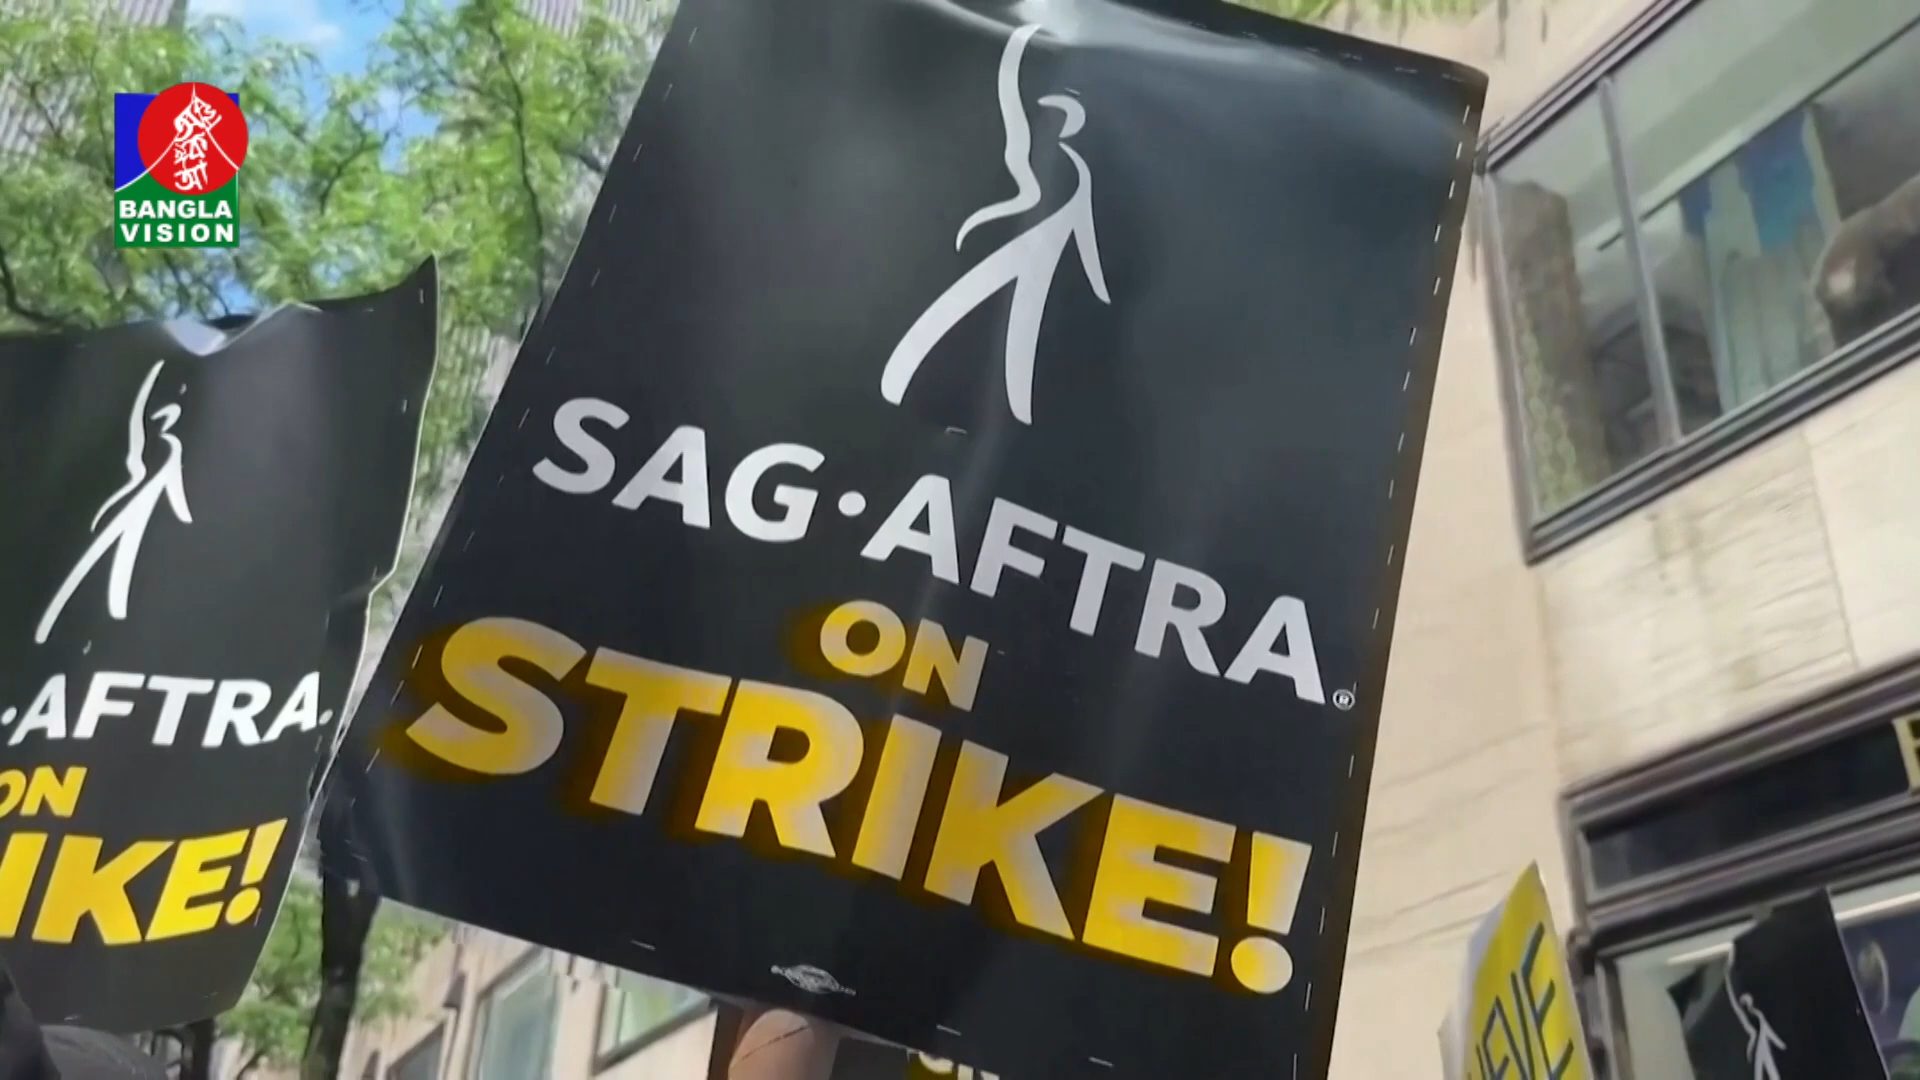 BANGLA
VISION
SAG·AFTRA®
ON
STRIKE!
·AFTRA
ON
IKE!